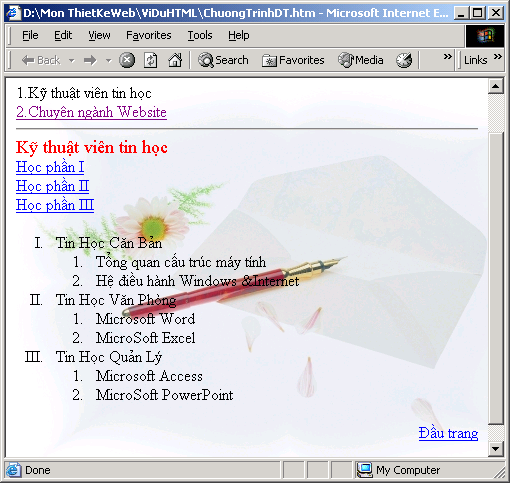 D:\Mon ThietKeWeb\ViDuHTML\ChuongTrinhDT.htm - Microsoft Internet E...
File Edit View Favorites Tools Help »
Back Search Favorites Media » Links »
1.Kỹ thuật viên tin học
2.Chuyên ngành Website
Kỹ thuật viên tin học
Học phần I
Học phần II
Học phần III
I. Tin Học Căn Bản
1. Tổng quan cấu trúc máy tính
2. Hệ điều hành Windows &Internet
II. Tin Học Văn Phòng
1. Microsoft Word
2. MicroSoft Excel
III. Tin Học Quản Lý
1. Microsoft Access
2. MicroSoft PowerPoint
Đầu trang
Done My Computer